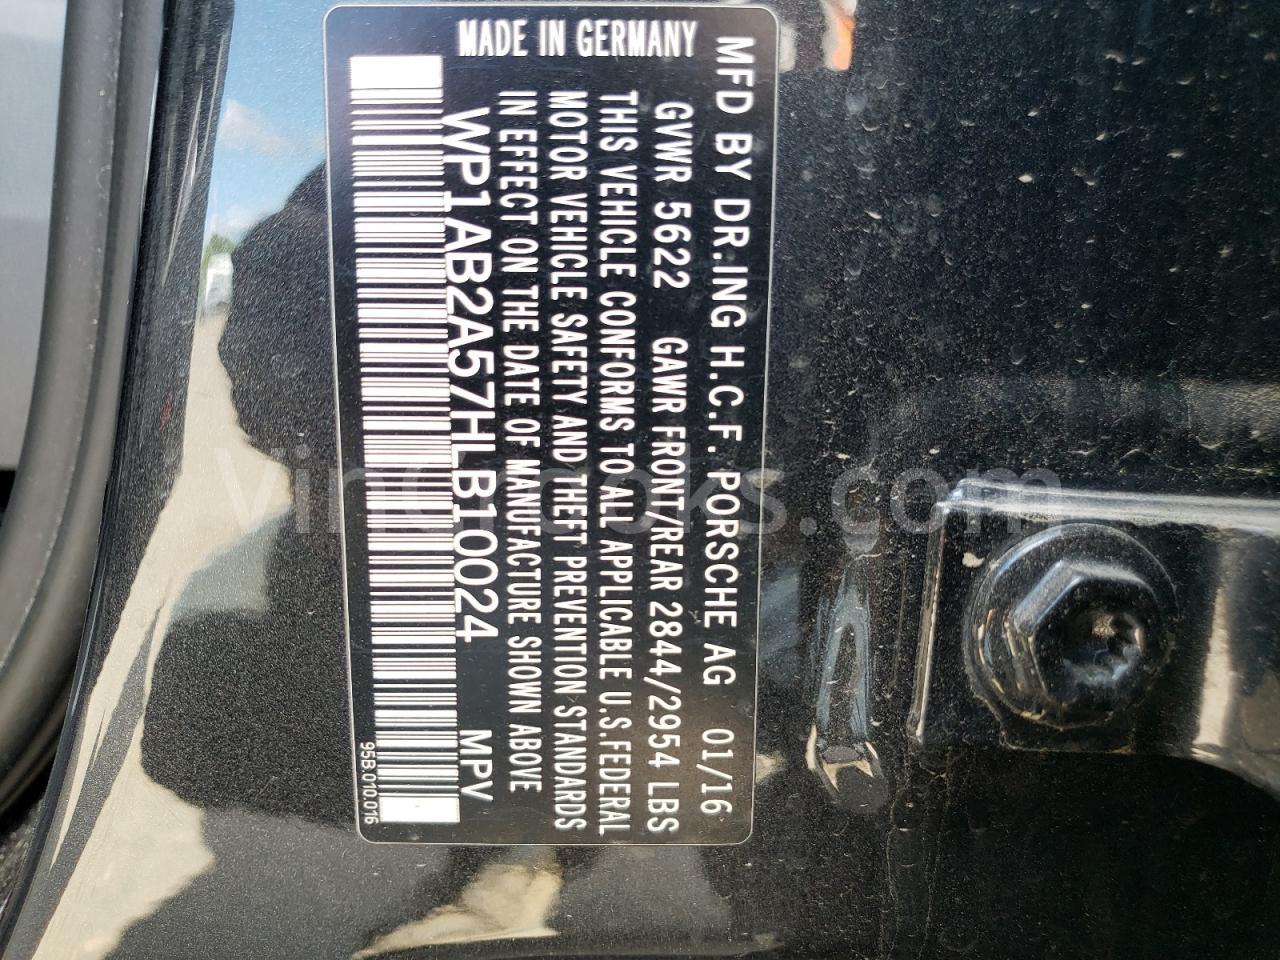 MFD BY DR.ING H.C.F. PORSCHE AG 01/16
GVWR 5622 GAWR FRONT/REAR 2844/2954 LBS
THIS VEHICLE CONFORMS TO ALL APPLICABLE U.S.FEDERAL
MOTOR VEHICLE SAFETY AND THEFT PREVENTION STANDARDS
IN EFFECT ON THE DATE OF MANUFACTURE SHOWN ABOVE
WP1AB2A57HLB10024 MPV
95B.010.016
MADE IN GERMANY
VinCrooks.com